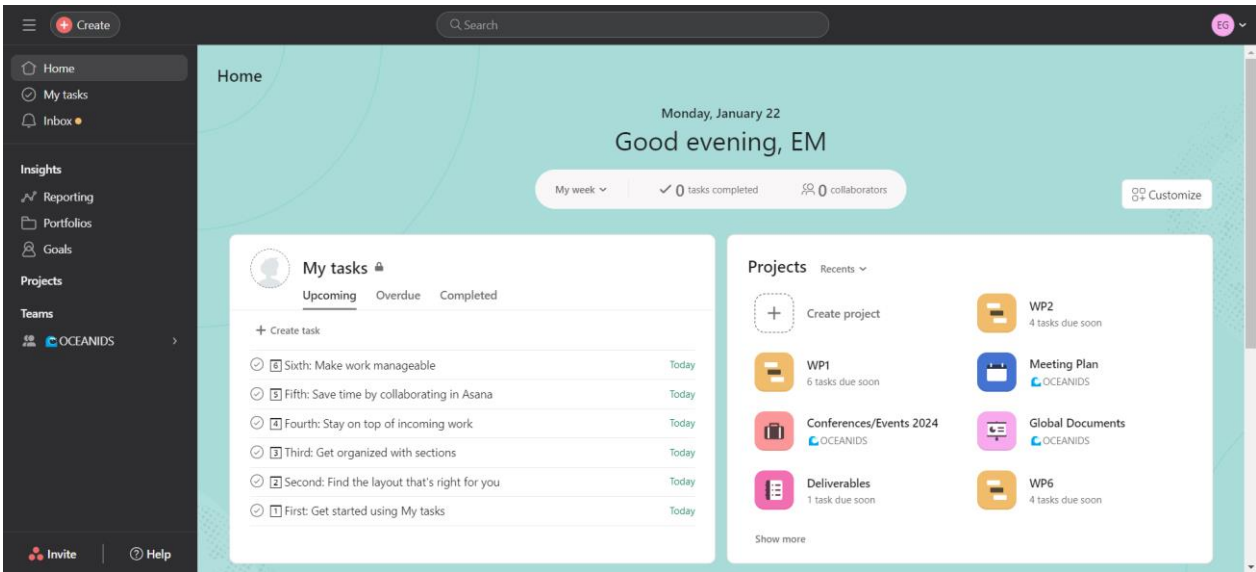 Create
Search
EG
Home
My tasks
Inbox
Insights
Reporting
Portfolios
Goals
Projects
Teams
🌊 OCEANIDS
Invite
Help
Home
Monday, January 22
Good evening, EM
My week
0 tasks completed
0 collaborators
Customize
My tasks
Upcoming Overdue Completed
+ Create task
6 Sixth: Make work manageable Today
5 Fifth: Save time by collaborating in Asana Today
4 Fourth: Stay on top of incoming work Today
3 Third: Get organized with sections Today
2 Second: Find the layout that's right for you Today
1 First: Get started using My tasks Today
Projects Recents
Create project
WP2
4 tasks due soon
WP1
6 tasks due soon
Meeting Plan
🌊 OCEANIDS
Conferences/Events 2024
🌊 OCEANIDS
Global Documents
🌊 OCEANIDS
Deliverables
1 task due soon
WP6
4 tasks due soon
Show more